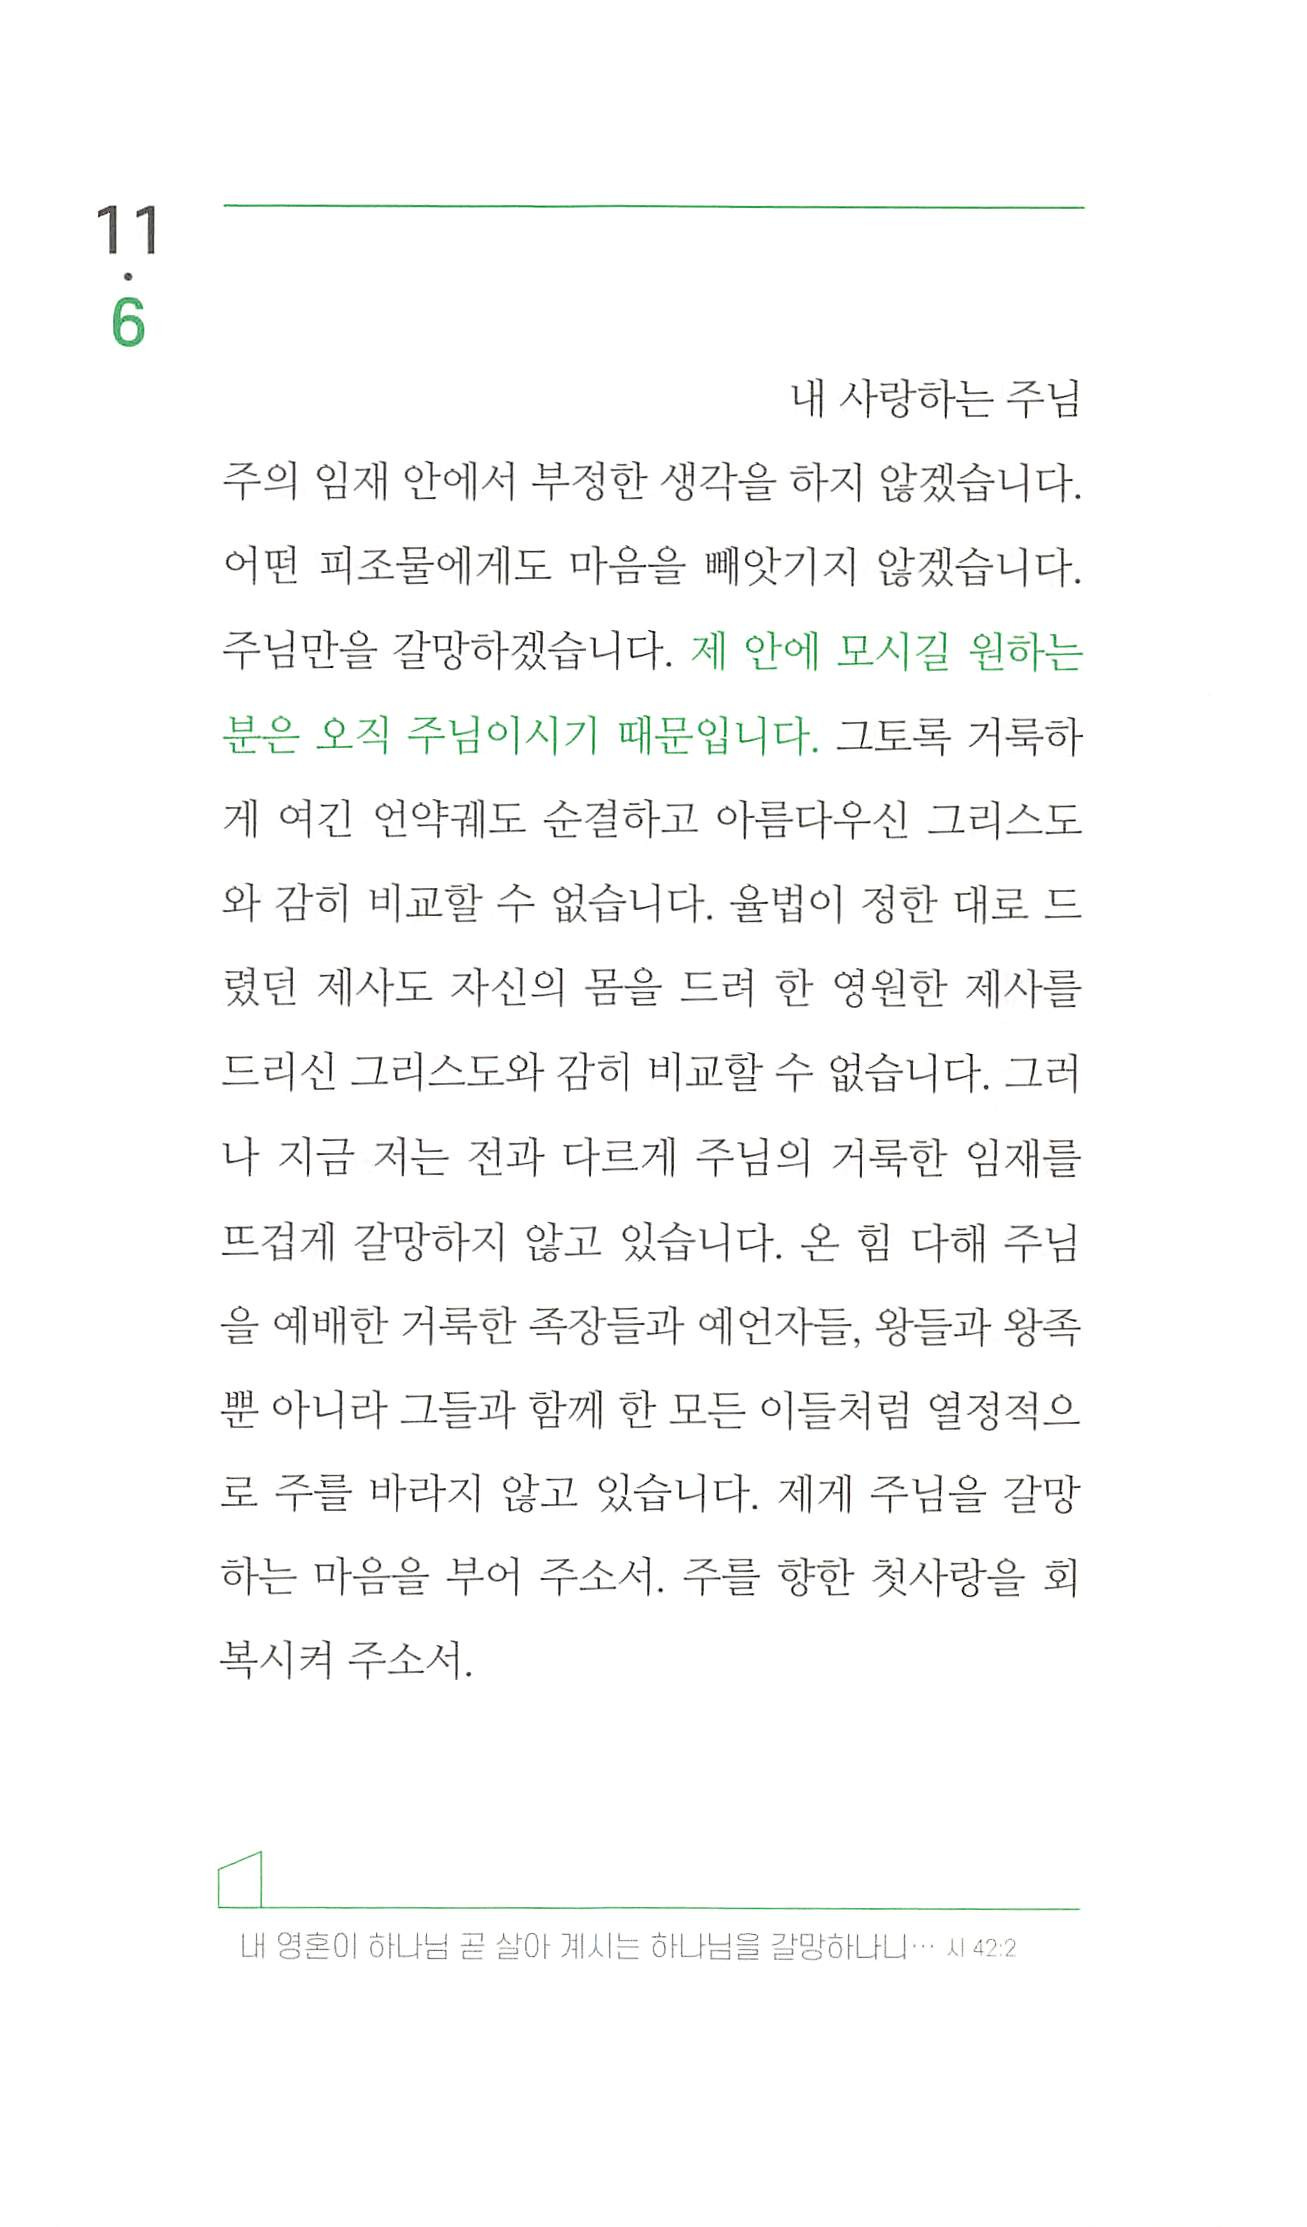 11
·
6
내 사랑하는 주님
주의 임재 안에서 부정한 생각을 하지 않겠습니다.
어떤 피조물에게도 마음을 빼앗기지 않겠습니다.
주님만을 갈망하겠습니다. 제 안에 모시길 원하는
분은 오직 주님이시기 때문입니다. 그토록 거룩하
게 여긴 언약궤도 순결하고 아름다우신 그리스도
와 감히 비교할 수 없습니다. 율법이 정한 대로 드
렸던 제사도 자신의 몸을 드려 한 영원한 제사를
드리신 그리스도와 감히 비교할 수 없습니다. 그러
나 지금 저는 전과 다르게 주님의 거룩한 임재를
뜨겁게 갈망하지 않고 있습니다. 온 힘 다해 주님
을 예배한 거룩한 족장들과 예언자들, 왕들과 왕족
뿐 아니라 그들과 함께 한 모든 이들처럼 열정적으
로 주를 바라지 않고 있습니다. 제게 주님을 갈망
하는 마음을 부어 주소서. 주를 향한 첫사랑을 회
복시켜 주소서.
내 영혼이 하나님 곧 살아 계시는 하나님을 갈망하나니… 시 42:2